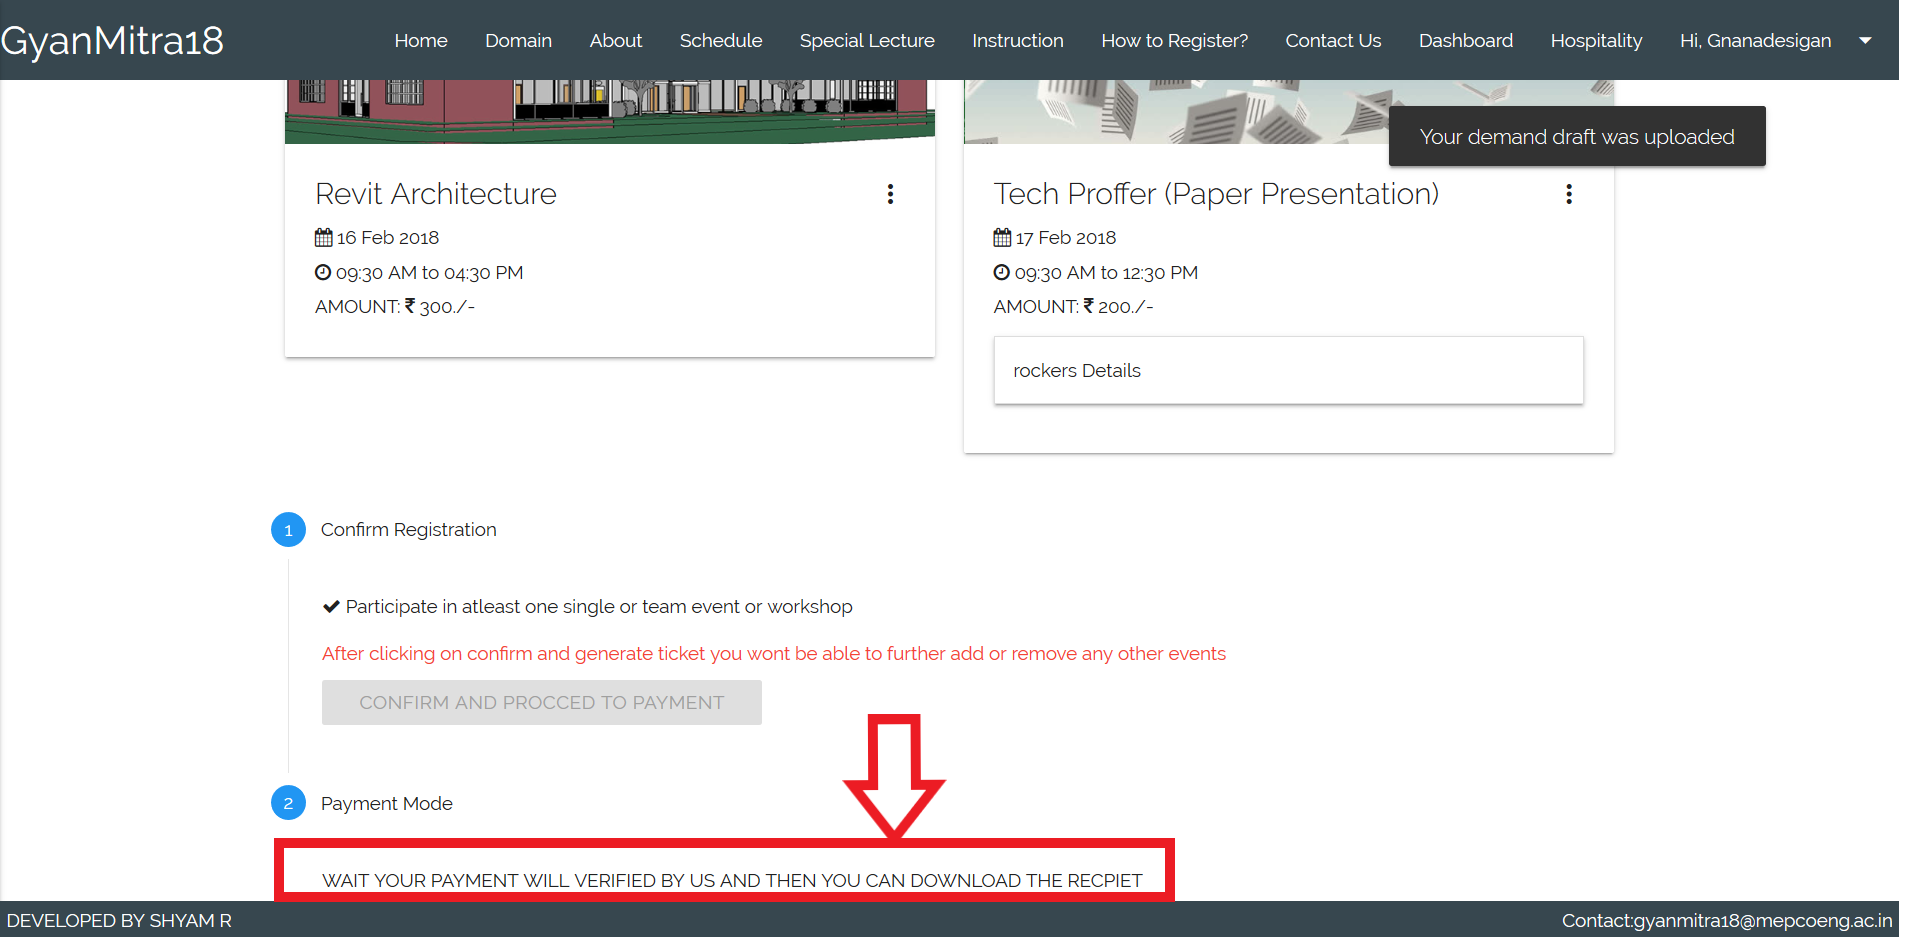 GyanMitra18
Home Domain About Schedule Special Lecture Instruction How to Register? Contact Us Dashboard Hospitality Hi, Gnanadesigan
Your demand draft was uploaded
Revit Architecture
16 Feb 2018
09:30 AM to 04:30 PM
AMOUNT: ₹ 300./-
Tech Proffer (Paper Presentation)
17 Feb 2018
09:30 AM to 12:30 PM
AMOUNT: ₹ 200./-
rockers Details
1 Confirm Registration
Participate in atleast one single or team event or workshop
After clicking on confirm and generate ticket you wont be able to further add or remove any other events
CONFIRM AND PROCCED TO PAYMENT
2 Payment Mode
WAIT YOUR PAYMENT WILL VERIFIED BY US AND THEN YOU CAN DOWNLOAD THE RECPIET
DEVELOPED BY SHYAM R
Contact:gyanmitra18@mepcoeng.ac.in